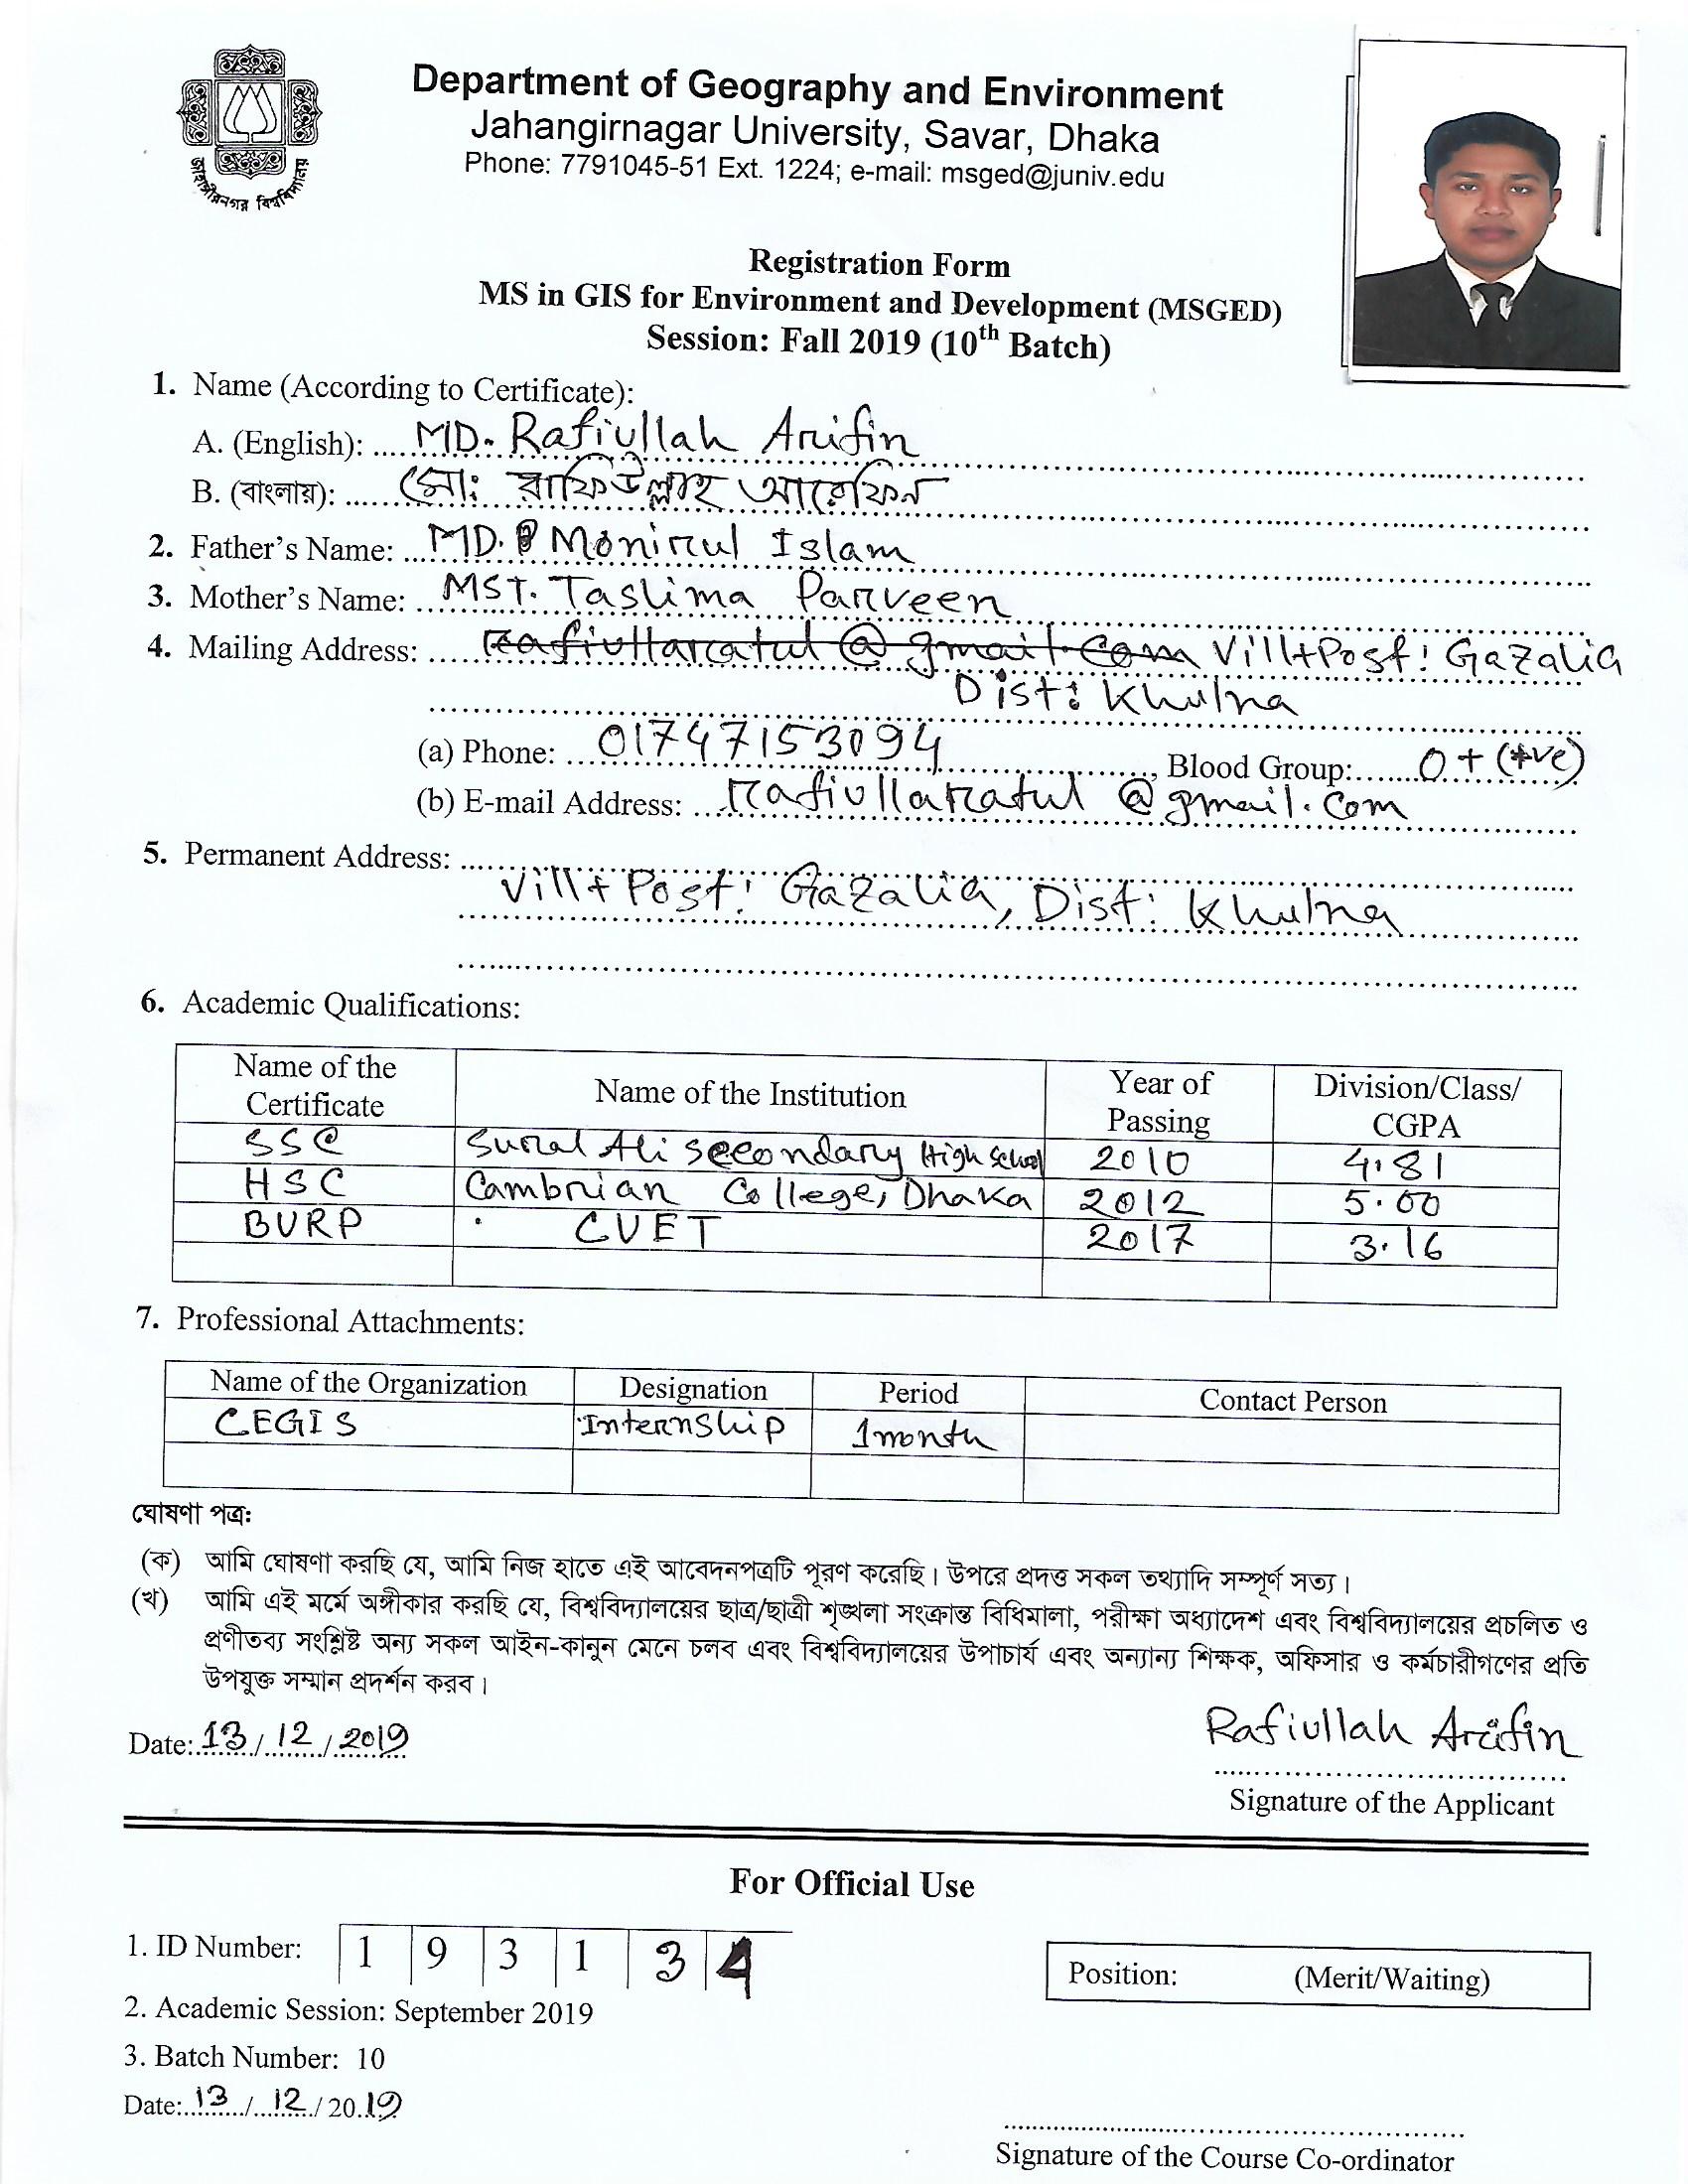 জাহাঙ্গীরনগর বিশ্ববিদ্যালয়
Department of Geography and Environment
Jahangirnagar University, Savar, Dhaka
Phone: 7791045-51 Ext. 1224; e-mail: msged@juniv.edu
Registration Form
MS in GIS for Environment and Development (MSGED)
Session: Fall 2019 (10th Batch)
1. Name (According to Certificate):
A. (English): MD. Rafiullah Arifin
B. (বাংলায়): মো: রাফিউল্লাহ আরেফিন
2. Father's Name: MD. Monirul Islam
3. Mother's Name: MST. Taslima Parveen
4. Mailing Address: rafiullaratul@gmail.com Vill+Post: Gazalia
Dist: Khulna
(a) Phone: 01747153094, Blood Group: O+ (+ve)
(b) E-mail Address: rafiullaratul@gmail.com
5. Permanent Address:
Vill+Post: Gazalia, Dist: Khulna
6. Academic Qualifications:
Name of the Certificate Name of the Institution Year of Passing Division/Class/CGPA
SSC Ali Secondary High School 2010 4.81
HSC Cambrian College, Dhaka 2012 5.00
BURP CUET 2017 3.16
7. Professional Attachments:
Name of the Organization Designation Period Contact Person
CEGIS Internship 1 month
ঘোষণা পত্র:
(ক) আমি ঘোষণা করছি যে, আমি নিজ হাতে এই আবেদনপত্রটি পূরণ করেছি। উপরে প্রদত্ত সকল তথ্যাদি সম্পূর্ণ সত্য।
(খ) আমি এই মর্মে অঙ্গীকার করছি যে, বিশ্ববিদ্যালয়ের ছাত্র/ছাত্রী শৃঙ্খলা সংক্রান্ত বিধিমালা, পরীক্ষা অধ্যাদেশ এবং বিশ্ববিদ্যালয়ের প্রচলিত ও
প্রণীতব্য সংশ্লিষ্ট অন্য সকল আইন-কানুন মেনে চলব এবং বিশ্ববিদ্যালয়ের উপাচার্য এবং অন্যান্য শিক্ষক, অফিসার ও কর্মচারীগণের প্রতি
উপযুক্ত সম্মান প্রদর্শন করব।
Rafiullah Arifin
Date: 13/12/2019
Signature of the Applicant
For Official Use
1. ID Number: 1 9 3 1 3 4
Position: (Merit/Waiting)
2. Academic Session: September 2019
3. Batch Number: 10
Date: 13/12/2019
Signature of the Course Co-ordinator